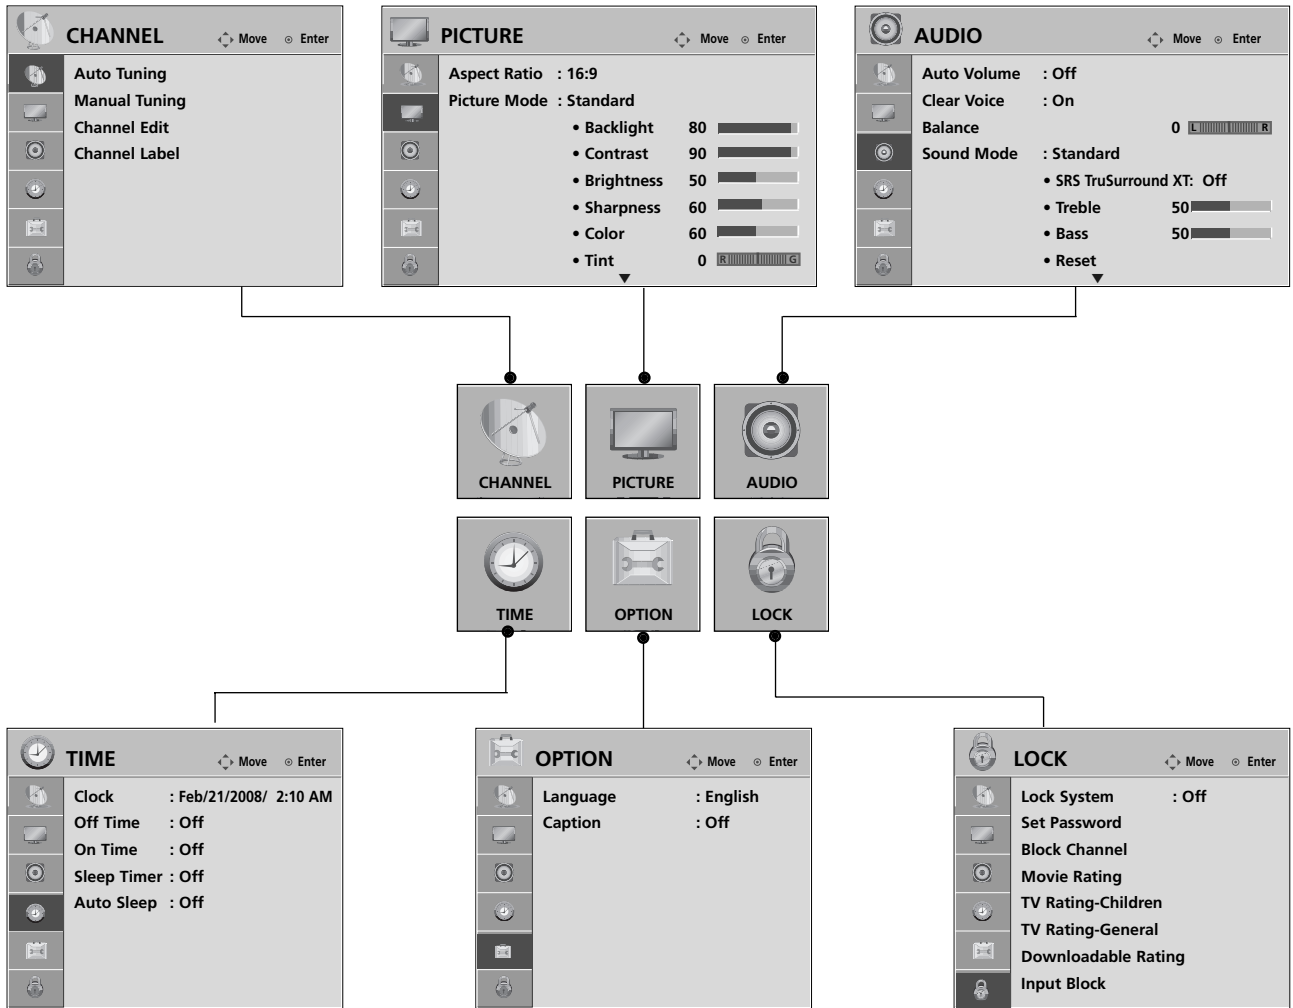 CHANNEL Move Enter
Auto Tuning
Manual Tuning
Channel Edit
Channel Label
PICTURE Move Enter
Aspect Ratio : 16:9
Picture Mode : Standard
• Backlight 80
• Contrast 90
• Brightness 50
• Sharpness 60
• Color 60
• Tint 0 R G
AUDIO Move Enter
Auto Volume : Off
Clear Voice : On
Balance 0 L R
Sound Mode : Standard
• SRS TruSurround XT: Off
• Treble 50
• Bass 50
• Reset
CHANNEL
PICTURE
AUDIO
TIME
OPTION
LOCK
TIME Move Enter
Clock : Feb/21/2008/ 2:10 AM
Off Time : Off
On Time : Off
Sleep Timer : Off
Auto Sleep : Off
OPTION Move Enter
Language : English
Caption : Off
LOCK Move Enter
Lock System : Off
Set Password
Block Channel
Movie Rating
TV Rating-Children
TV Rating-General
Downloadable Rating
Input Block